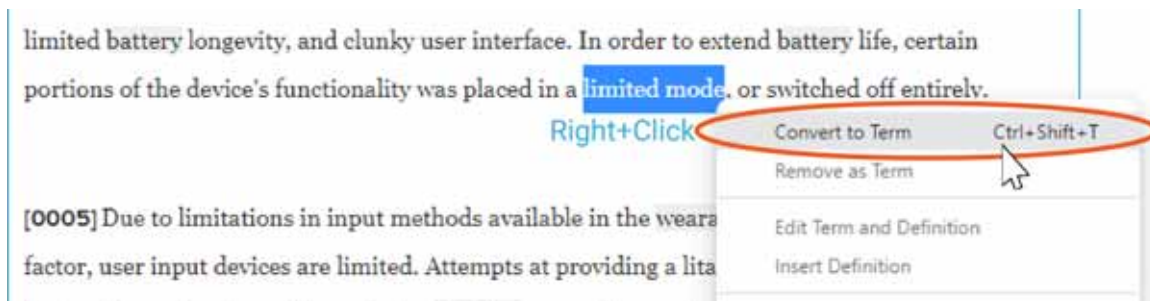 limited battery longevity, and clunky user interface. In order to extend battery life, certain
portions of the device's functionality was placed in a limited mode, or switched off entirely.
Right+Click
Convert to Term Ctrl+Shift+T
Remove as Term
[0005] Due to limitations in input methods available in the weara
Edit Term and Definition
factor, user input devices are limited. Attempts at providing a lita
Insert Definition